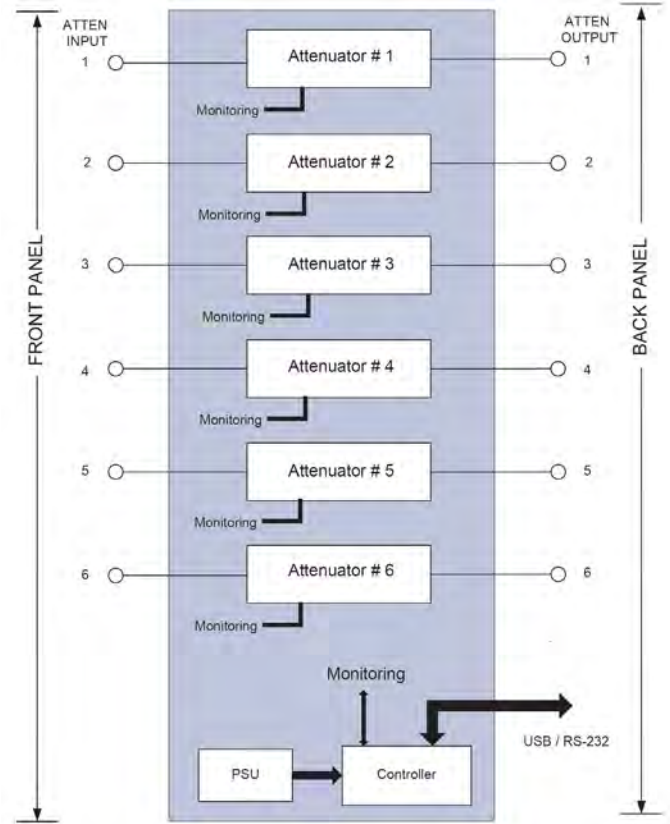 ATTEN
INPUT
ATTEN
OUTPUT
1
Attenuator # 1
1
Monitoring
2
Attenuator # 2
2
Monitoring
3
Attenuator # 3
3
Monitoring
FRONT PANEL
BACK PANEL
4
Attenuator # 4
4
Monitoring
5
Attenuator # 5
5
Monitoring
6
Attenuator # 6
6
Monitoring
Monitoring
USB / RS-232
PSU
Controller